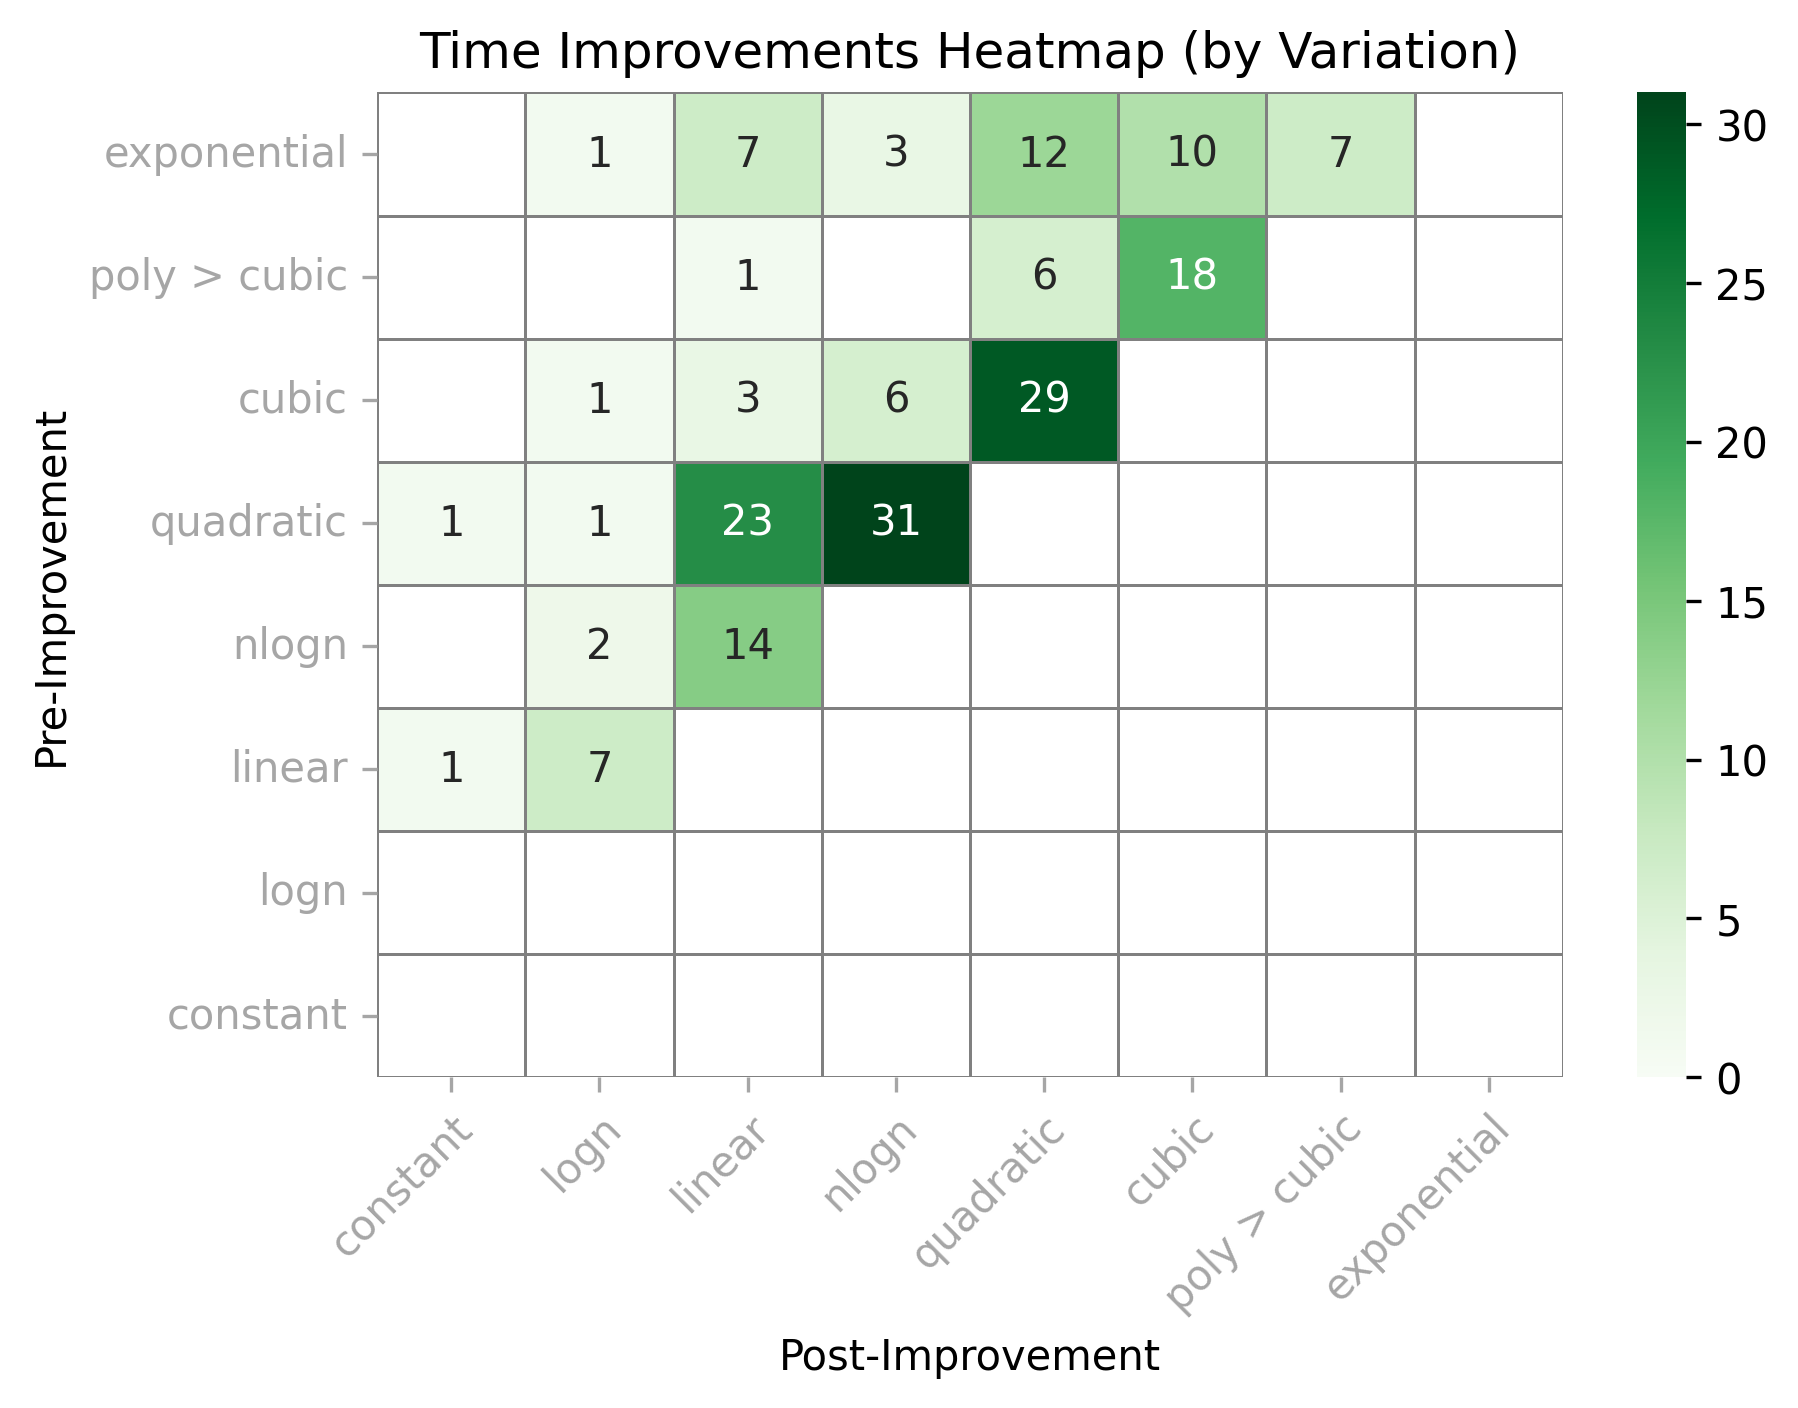 Time Improvements Heatmap (by Variation)
Pre-Improvement
exponential 1 7 3 12 10 7
poly > cubic 1 6 18
cubic 1 3 6 29
quadratic 1 1 23 31
nlogn 2 14
linear 1 7
logn
constant
constant logn linear nlogn quadratic cubic poly > cubic exponential
Post-Improvement
30
25
20
15
10
5
0